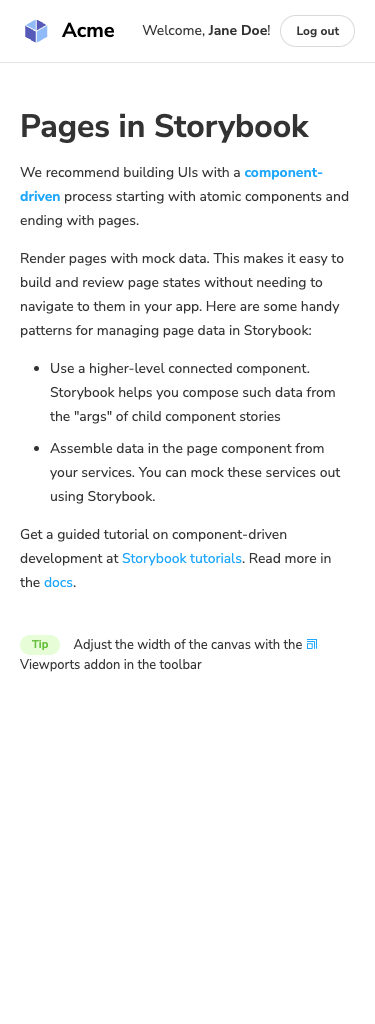 Acme
Welcome, Jane Doe!
Log out
Pages in Storybook
We recommend building UIs with a component-
driven process starting with atomic components and
ending with pages.
Render pages with mock data. This makes it easy to
build and review page states without needing to
navigate to them in your app. Here are some handy
patterns for managing page data in Storybook:
Use a higher-level connected component.
Storybook helps you compose such data from
the "args" of child component stories
Assemble data in the page component from
your services. You can mock these services out
using Storybook.
Get a guided tutorial on component-driven
development at Storybook tutorials. Read more in
the docs.
Tip Adjust the width of the canvas with the
Viewports addon in the toolbar